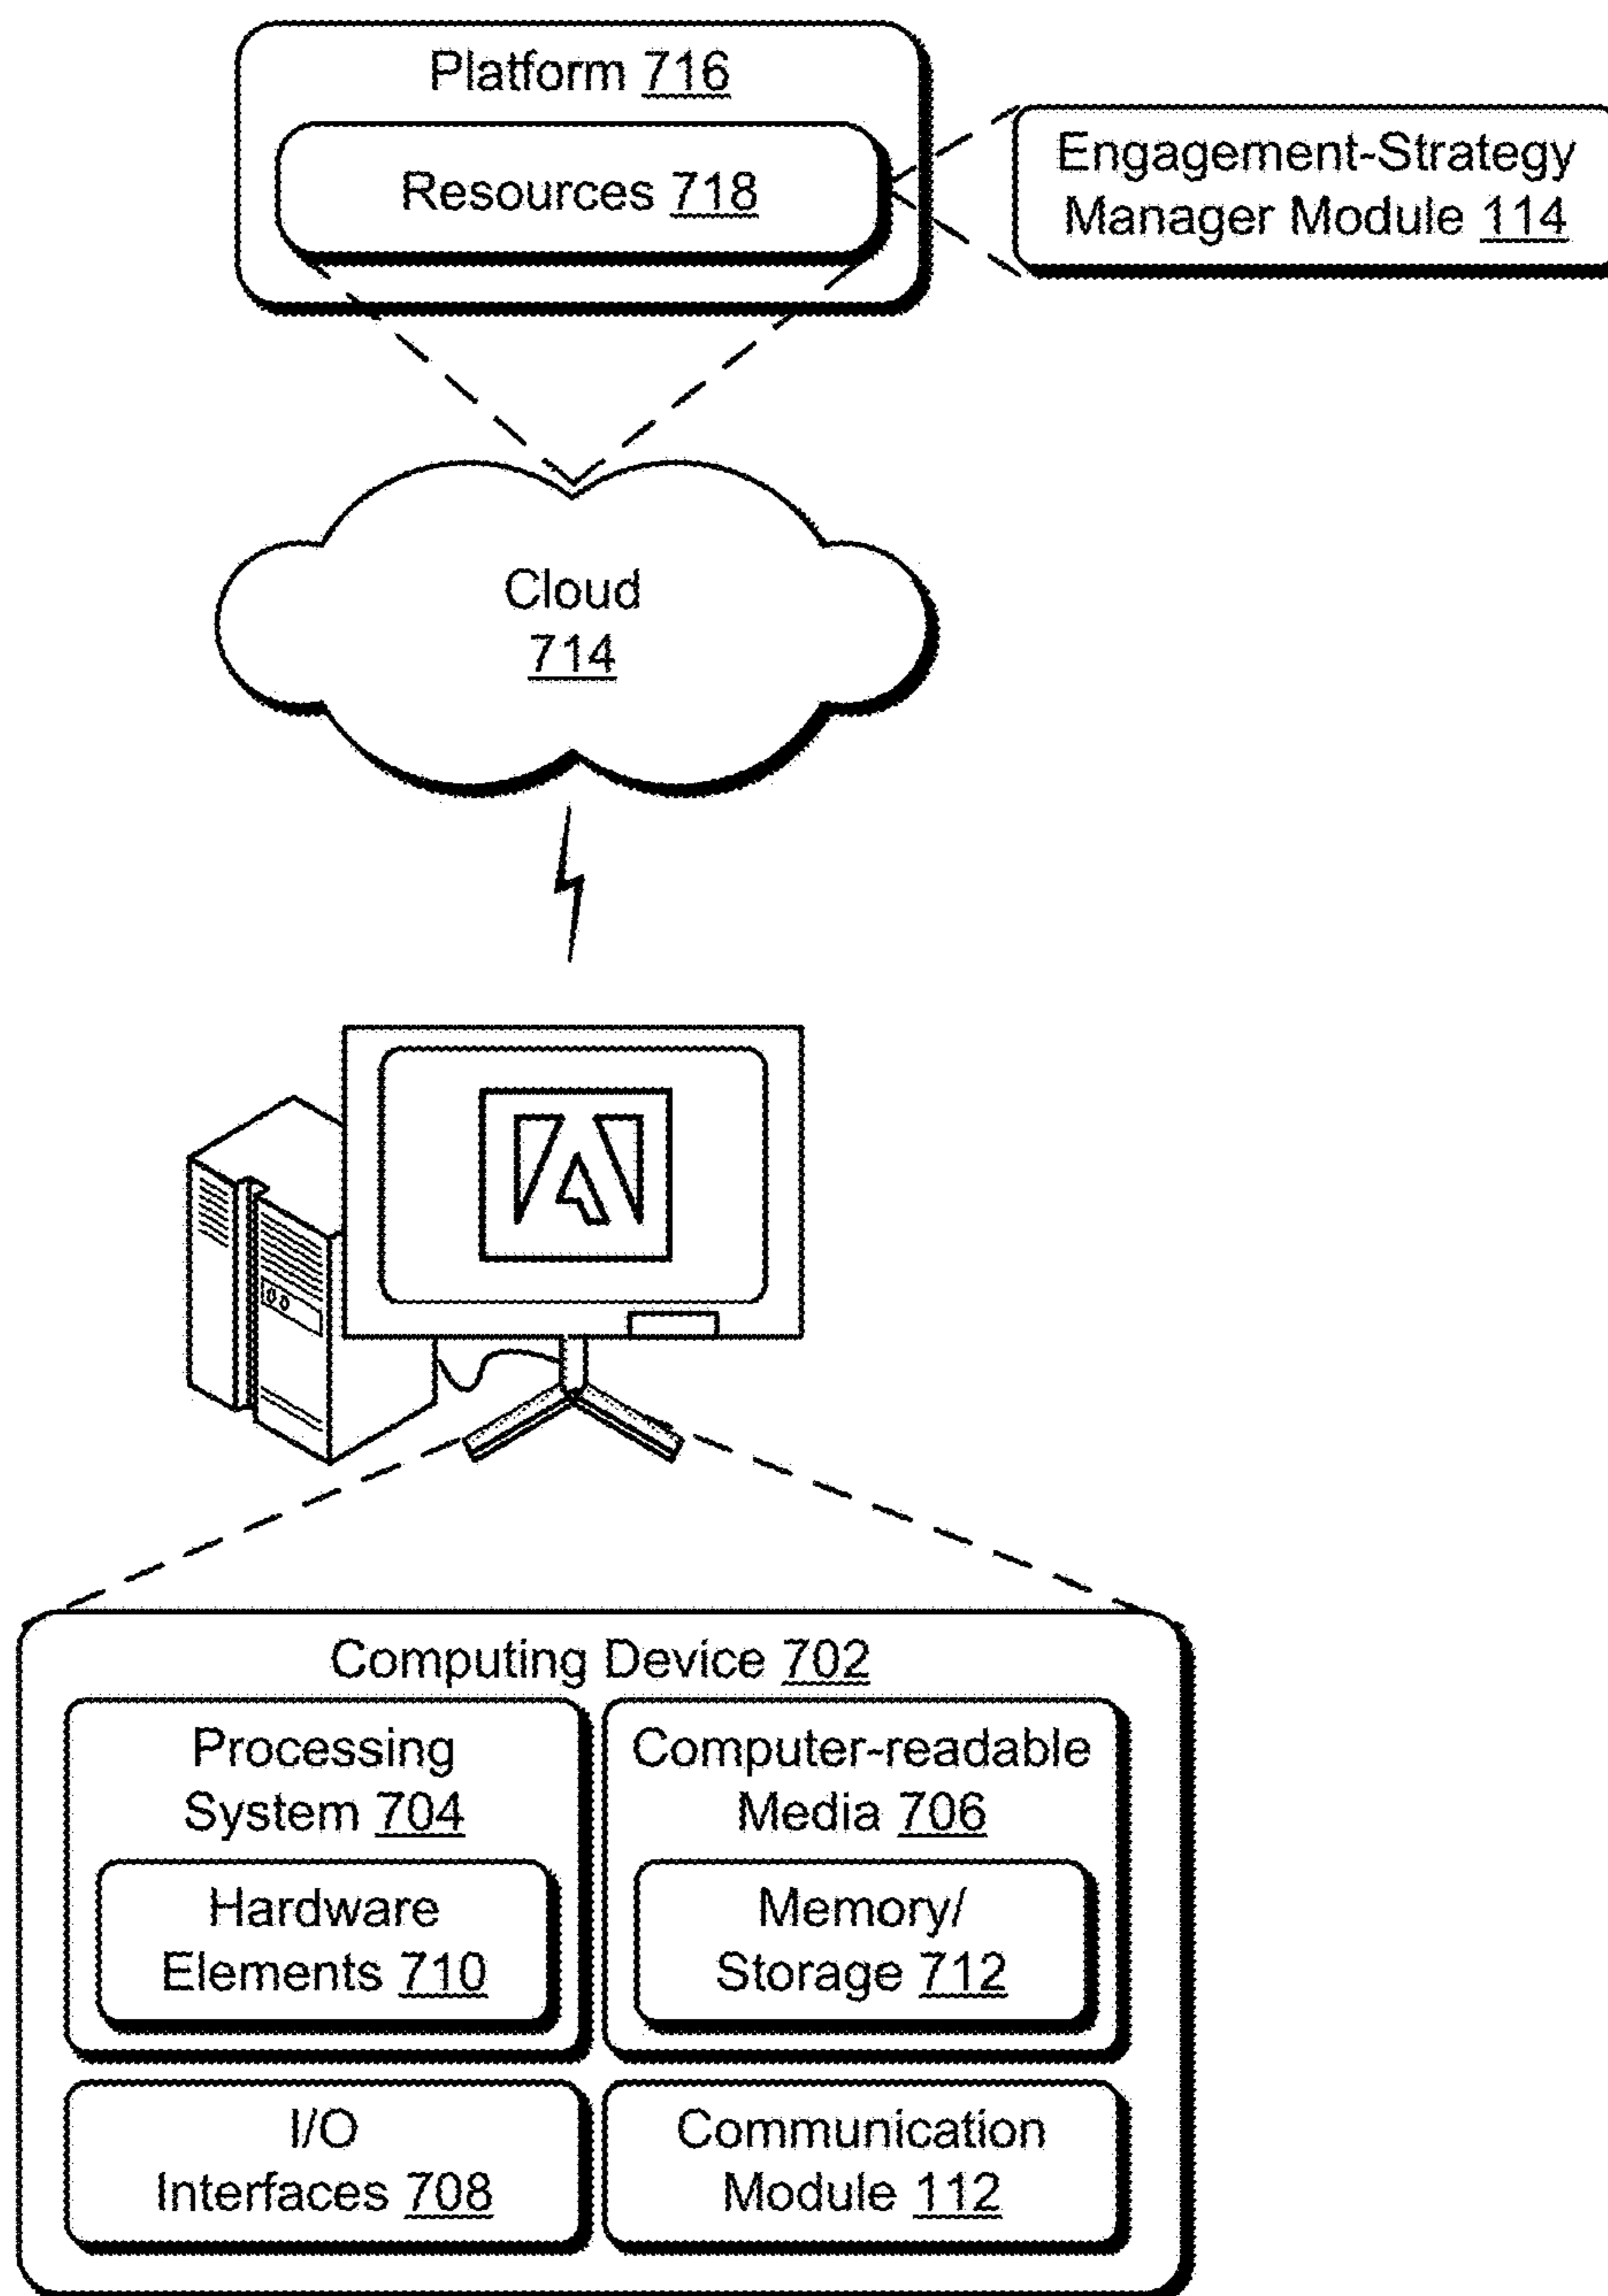 Platform 716
Resources 718
Engagement-Strategy
Manager Module 114
Cloud
714
Computing Device 702
Processing
System 704
Hardware
Elements 710
Computer-readable
Media 706
Memory/
Storage 712
I/O
Interfaces 708
Communication
Module 112